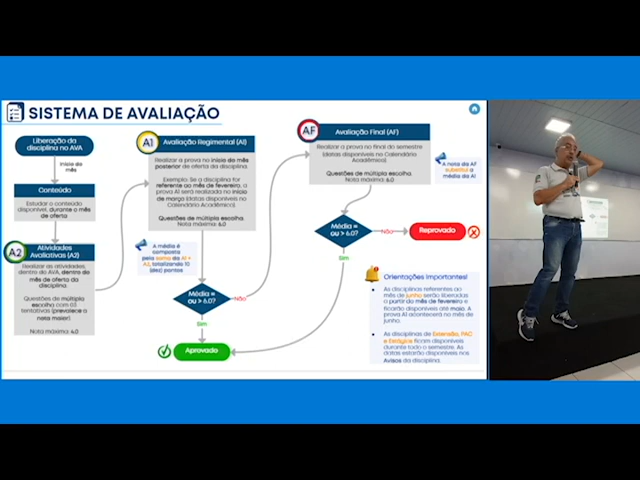 SISTEMA DE AVALIAÇÃO
Liberação da
disciplina no AVA
Início do
mês
Conteúdo
Estudar o conteúdo
disponível, durante o mês
de oferta
A2
Atividades
Avaliativas (A2)
Realizar as atividades,
dentro do AVA, dentro do
mês de oferta da
disciplina.
Questões de múltipla
escolha com 03
tentativas (prevalece a
nota maior)
Nota máxima: 4.0
A1
Avaliação Regimental (A1)
Realizar a prova no início do mês
posterior de oferta da disciplina.
Exemplo: Se a disciplina for
referente ao mês de fevereiro, a
prova A1 será realizada no início
de março (datas disponíveis no
Calendário Acadêmico)
Questões de múltipla escolha.
Nota máxima: 6.0
A média é
composta
pela soma da A1 +
A2, totalizando 10
(dez) pontos
Média =
ou > 6.0?
Não
Sim
Aprovado
AF
Avaliação Final (AF)
Realizar a prova no final do semestre
(datas disponíveis no Calendário
Acadêmico)
Questões de múltipla escolha.
Nota máxima: 6.0
A nota da AF
substitui a
média da A1
Média =
ou > 6.0?
Não
Reprovado
Sim
Orientações Importantes!
As disciplinas referentes ao
mês de junho serão liberadas
a partir do mês de fevereiro e
ficarão disponíveis até maio. A
prova A1 acontecerá no mês de
junho.
As disciplinas de Extensão, PAC
e Estágios ficam disponíveis
durante todo o semestre. As
datas estarão disponíveis nos
Avisos da disciplina.